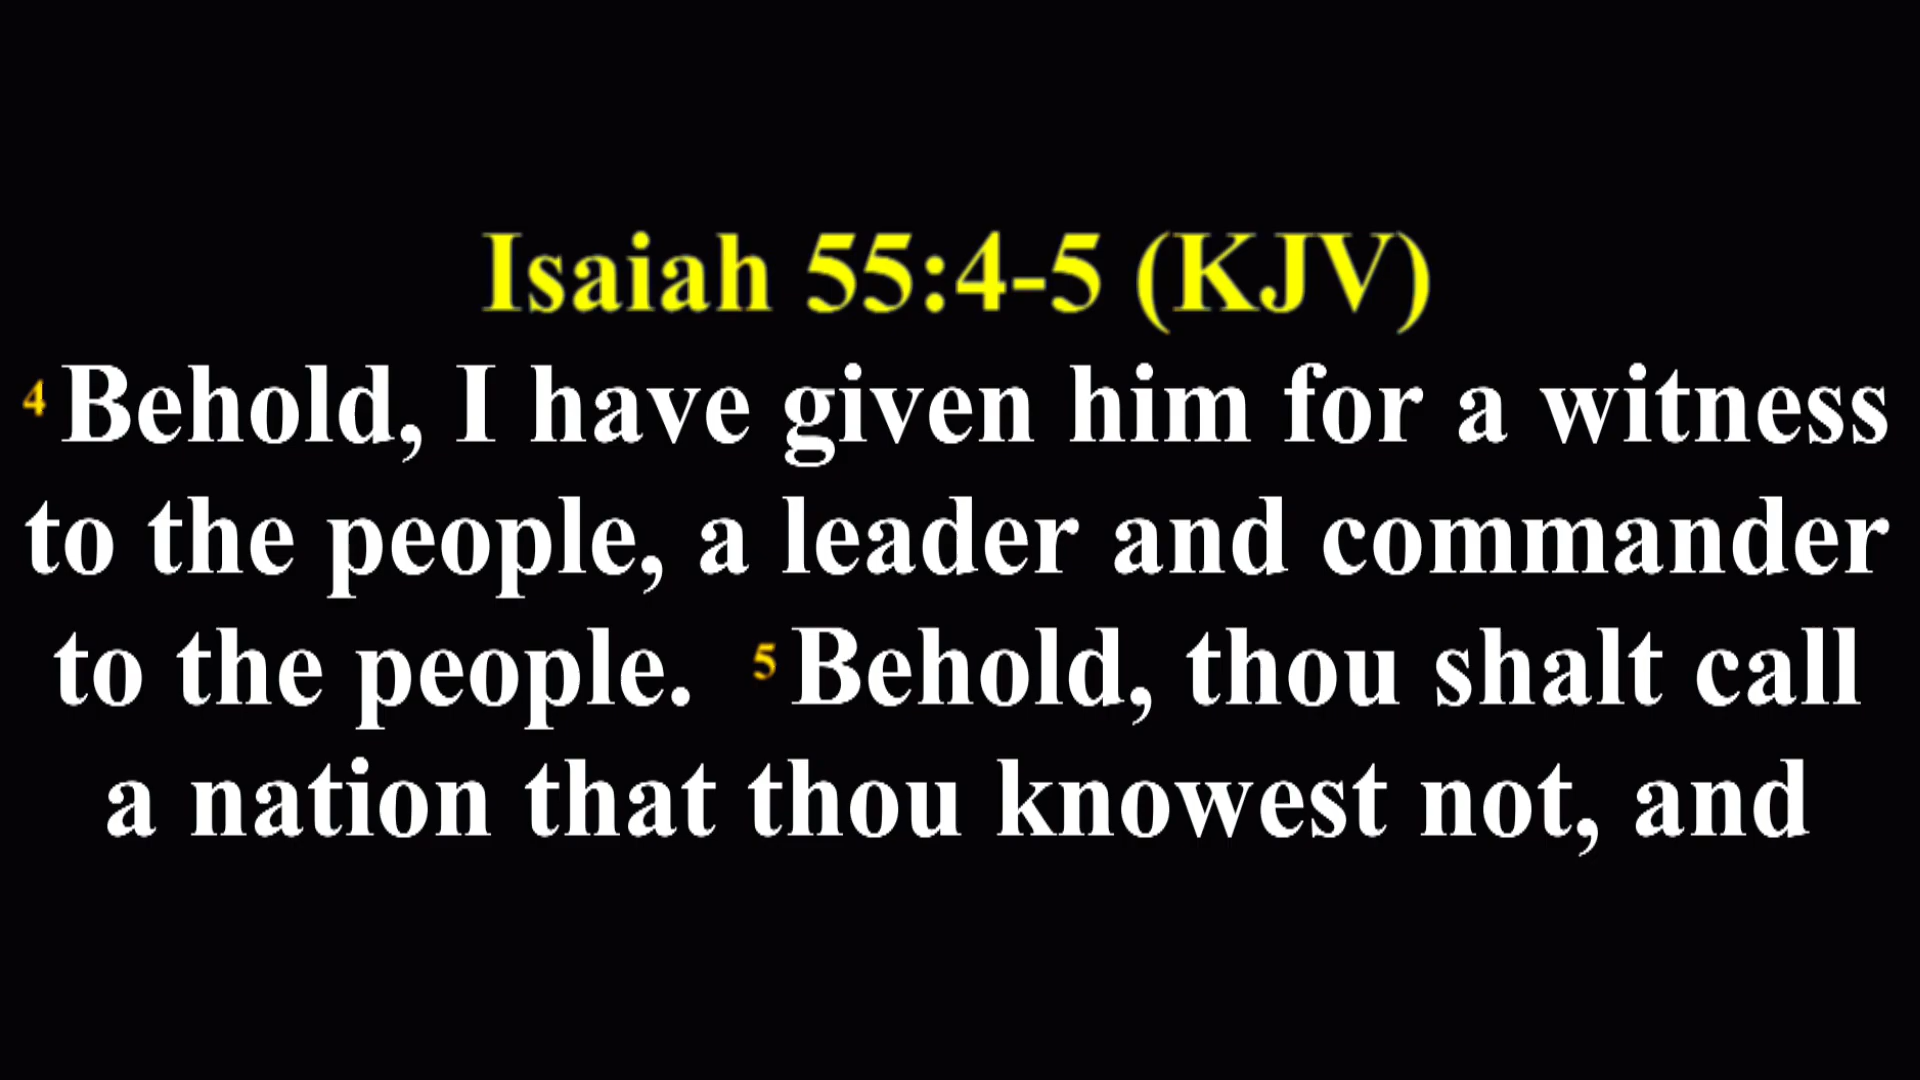 Isaiah 55:4-5 (KJV)
4 Behold, I have given him for a witness
to the people, a leader and commander
to the people. 5 Behold, thou shalt call
a nation that thou knowest not, and